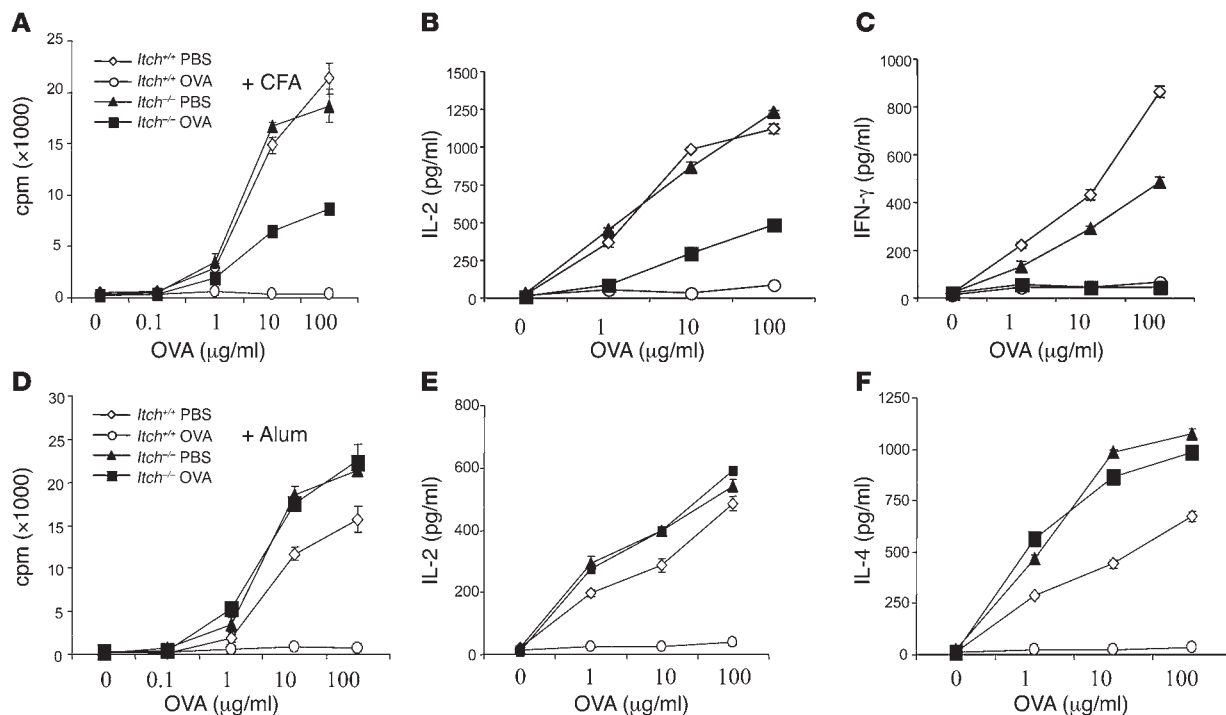 A
cpm (×1000)
25
20
15
10
5
0
Itch+/+ PBS
Itch+/+ OVA
Itch−/− PBS
Itch−/− OVA
+ CFA
0 0.1 1 10 100
OVA (μg/ml)
B
IL-2 (pg/ml)
1500
1250
1000
750
500
250
0
0 1 10 100
OVA (μg/ml)
C
IFN-γ (pg/ml)
1000
800
600
400
200
0
0 1 10 100
OVA (μg/ml)
D
cpm (×1000)
30
25
20
15
10
5
0
Itch+/+ PBS
Itch+/+ OVA
Itch−/− PBS
Itch−/− OVA
+ Alum
0 0.1 1 10 100
OVA (μg/ml)
E
IL-2 (pg/ml)
800
600
400
200
0
0 1 10 100
OVA (μg/ml)
F
IL-4 (pg/ml)
1250
1000
750
500
250
0
0 1 10 100
OVA (μg/ml)